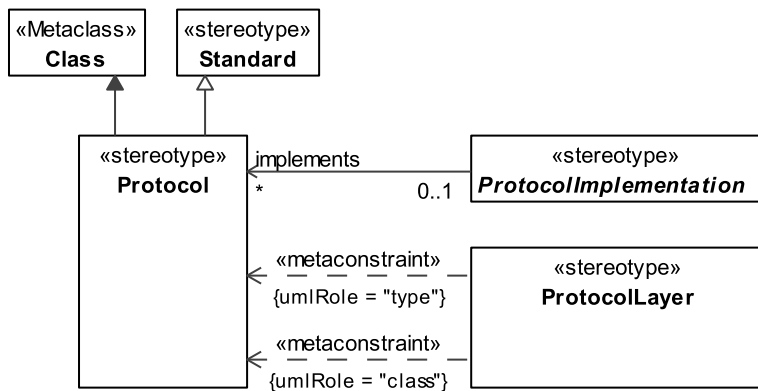 «Metaclass»
Class
«stereotype»
Standard
«stereotype»
Protocol
implements
*
0..1
«stereotype»
ProtocolImplementation
«metaconstraint»
{umlRole = "type"}
«metaconstraint»
{umlRole = "class"}
«stereotype»
ProtocolLayer